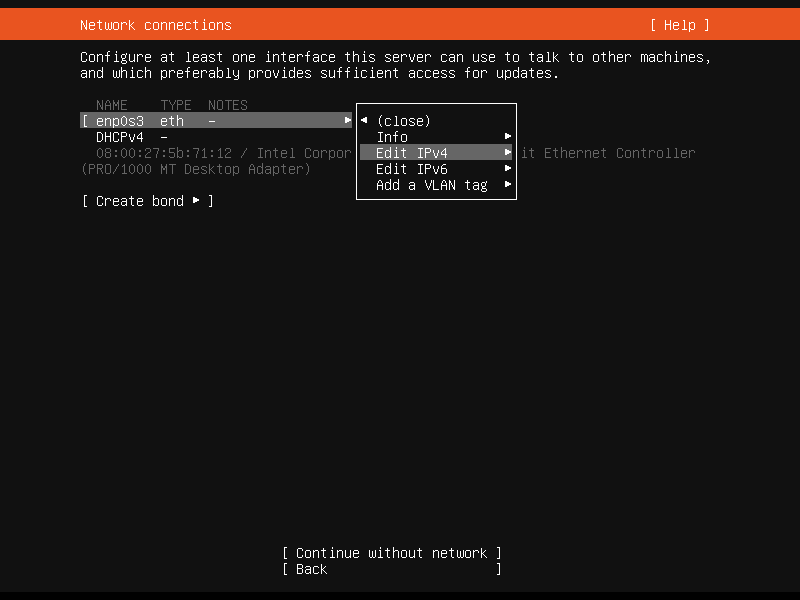 Network connections [ Help ]
Configure at least one interface this server can use to talk to other machines,
and which preferably provides sufficient access for updates.
NAME TYPE NOTES
[ enp0s3 eth – ▸
DHCPv4 –
08:00:27:5b:71:12 / Intel Corpor it Ethernet Controller
(PRO/1000 MT Desktop Adapter)
◂ (close)
Info ▸
Edit IPv4 ▸
Edit IPv6 ▸
Add a VLAN tag ▸
[ Create bond ▸ ]
[ Continue without network ]
[ Back ]